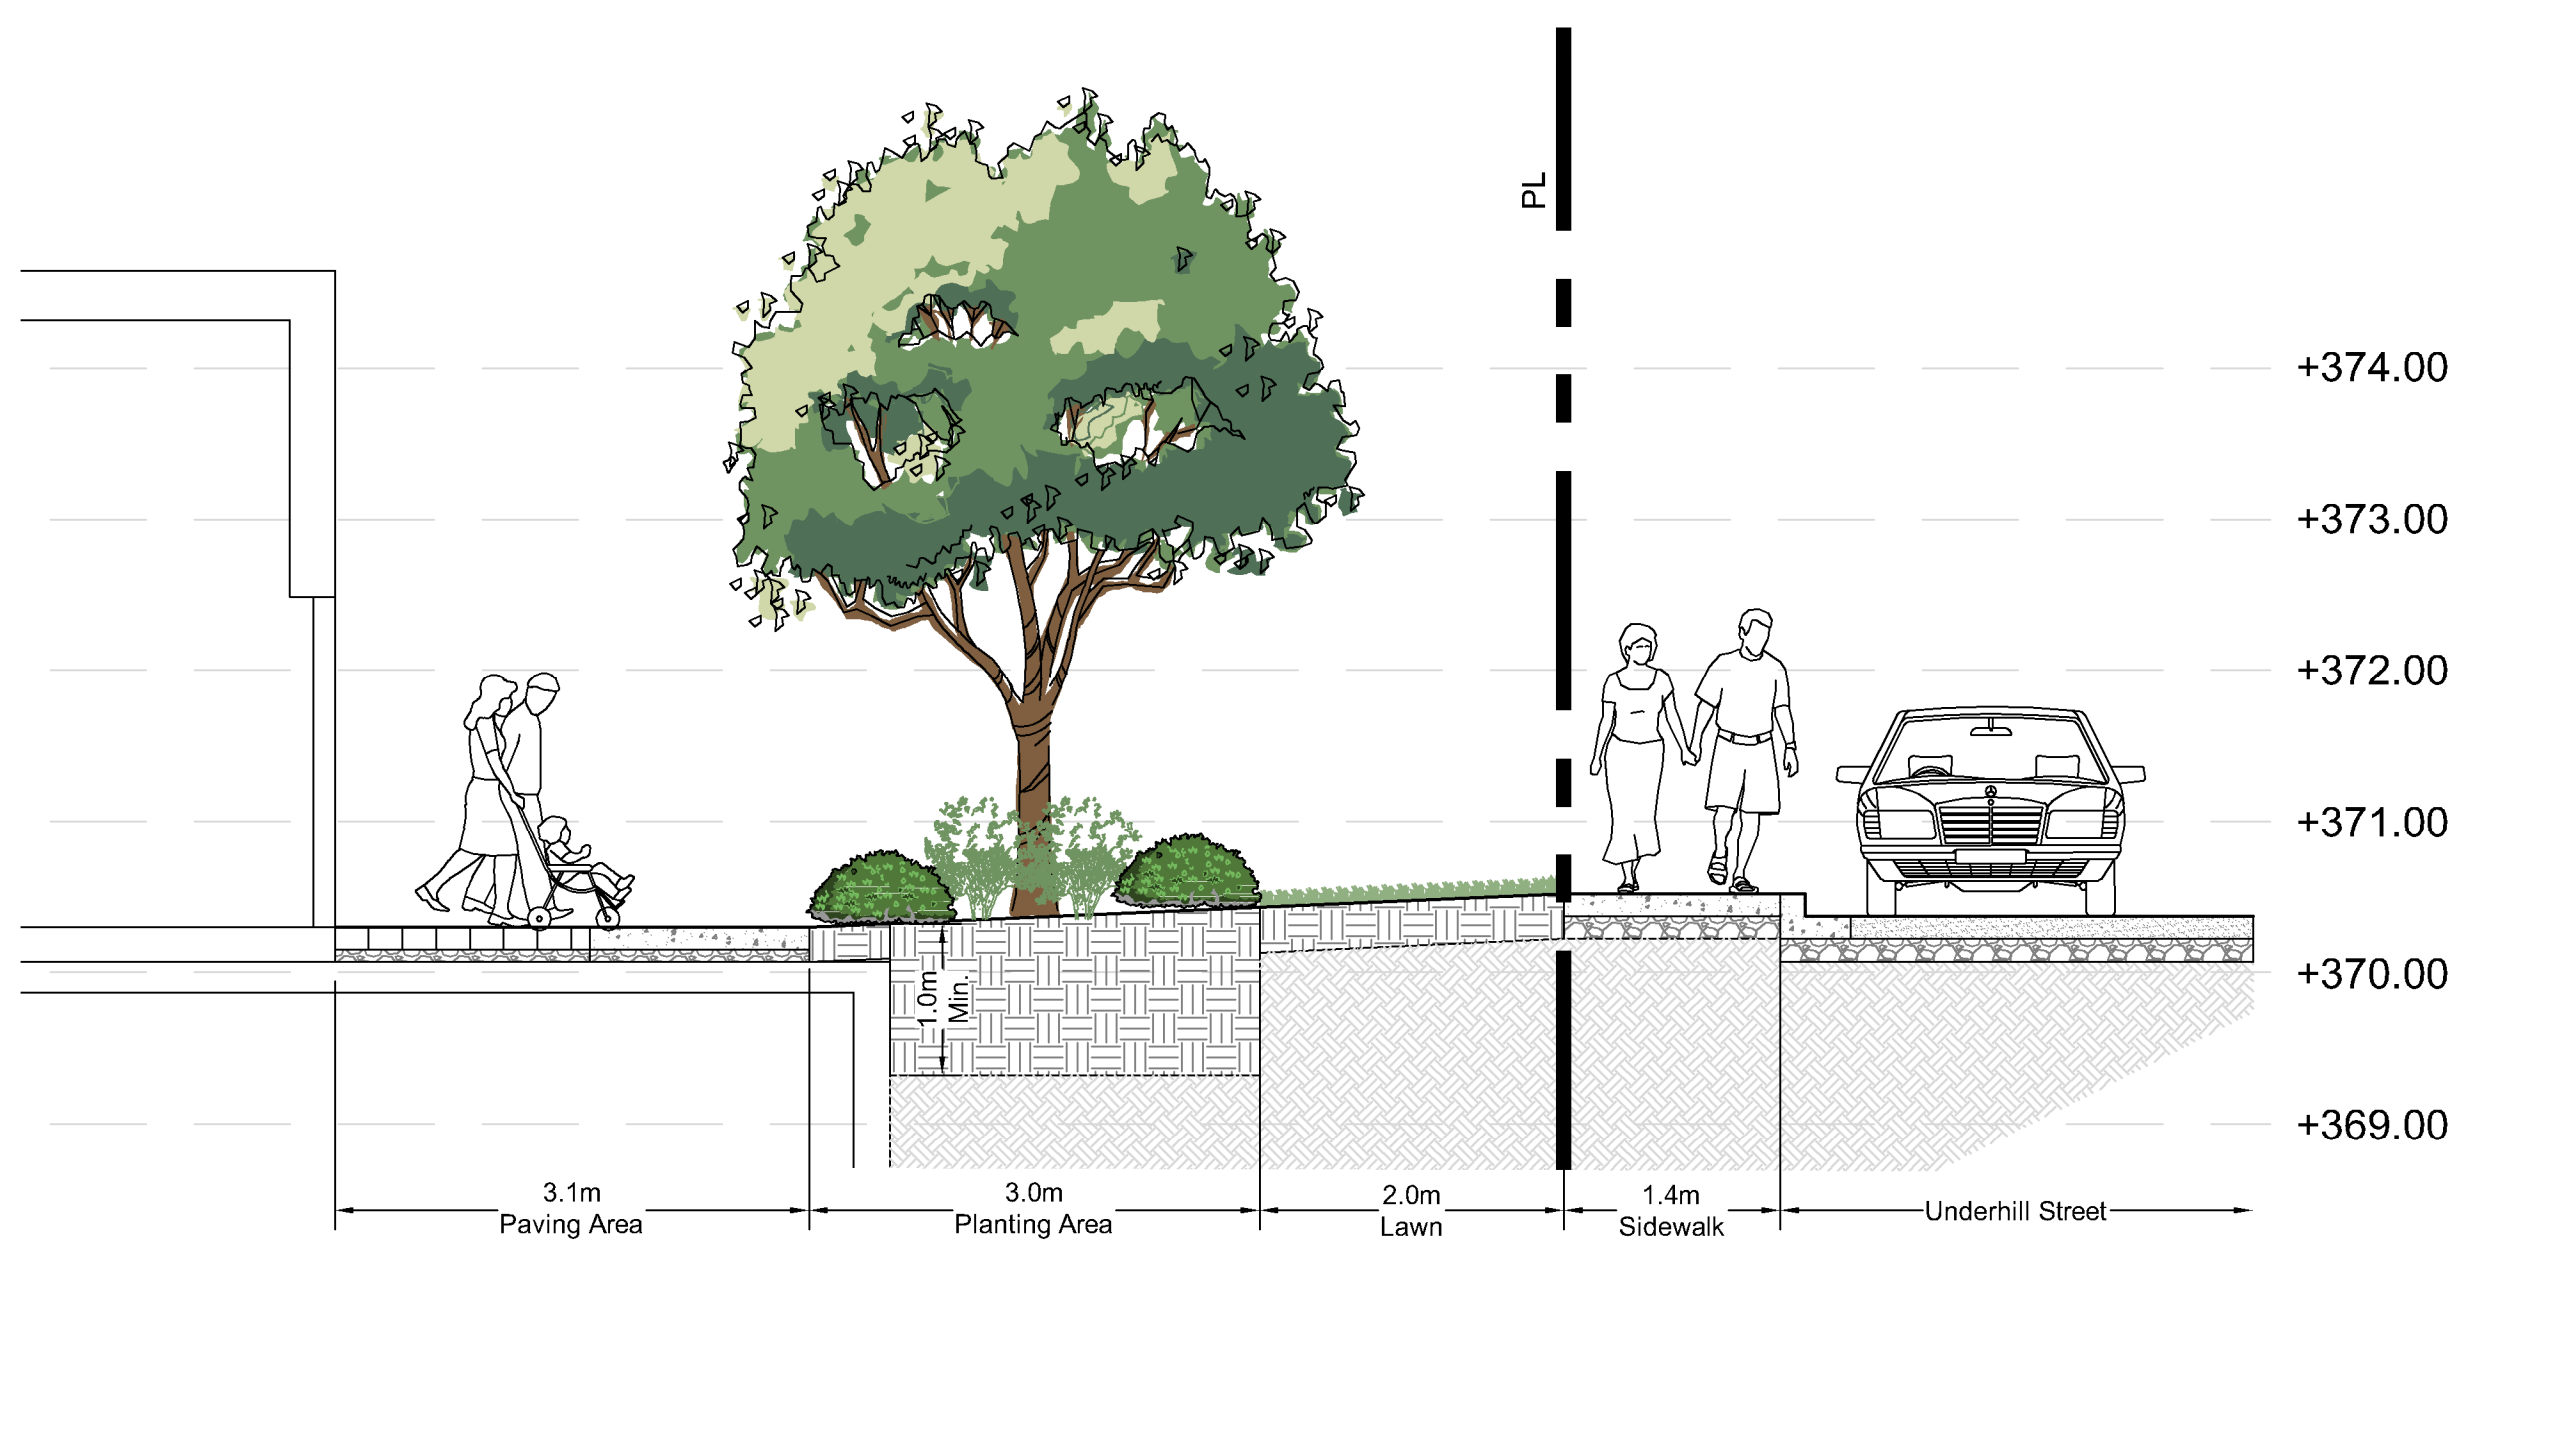 PL
+374.00
+373.00
+372.00
+371.00
+370.00
+369.00
1.0m
Min.
3.1m
Paving Area
3.0m
Planting Area
2.0m
Lawn
1.4m
Sidewalk
Underhill Street